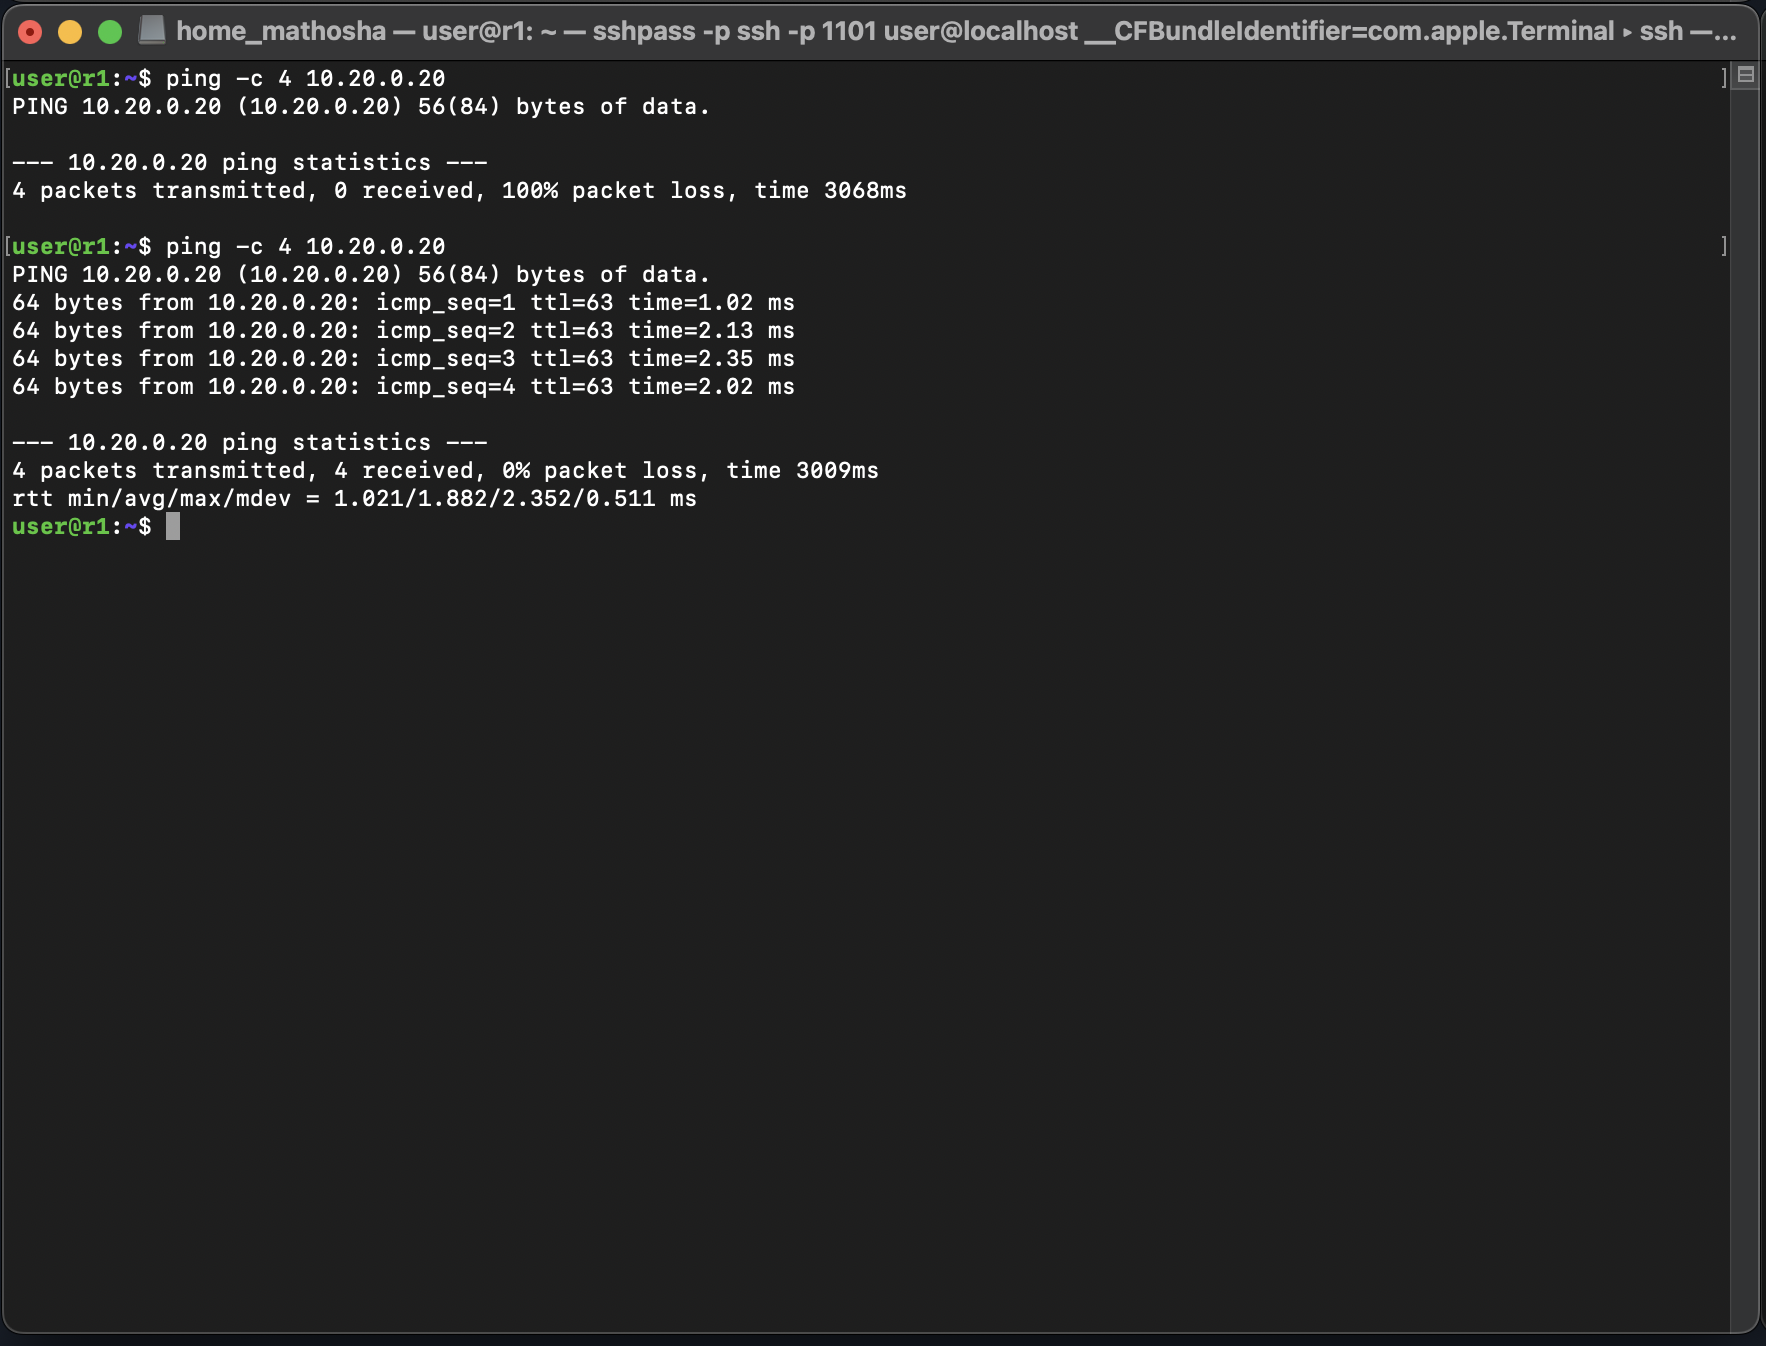 home_mathosha — user@r1: ~ — sshpass -p ssh -p 1101 user@localhost __CFBundleIdentifier=com.apple.Terminal ▸ ssh —...
[user@r1:~$ ping -c 4 10.20.0.20 ]
PING 10.20.0.20 (10.20.0.20) 56(84) bytes of data.
--- 10.20.0.20 ping statistics ---
4 packets transmitted, 0 received, 100% packet loss, time 3068ms
[user@r1:~$ ping -c 4 10.20.0.20 ]
PING 10.20.0.20 (10.20.0.20) 56(84) bytes of data.
64 bytes from 10.20.0.20: icmp_seq=1 ttl=63 time=1.02 ms
64 bytes from 10.20.0.20: icmp_seq=2 ttl=63 time=2.13 ms
64 bytes from 10.20.0.20: icmp_seq=3 ttl=63 time=2.35 ms
64 bytes from 10.20.0.20: icmp_seq=4 ttl=63 time=2.02 ms
--- 10.20.0.20 ping statistics ---
4 packets transmitted, 4 received, 0% packet loss, time 3009ms
rtt min/avg/max/mdev = 1.021/1.882/2.352/0.511 ms
user@r1:~$